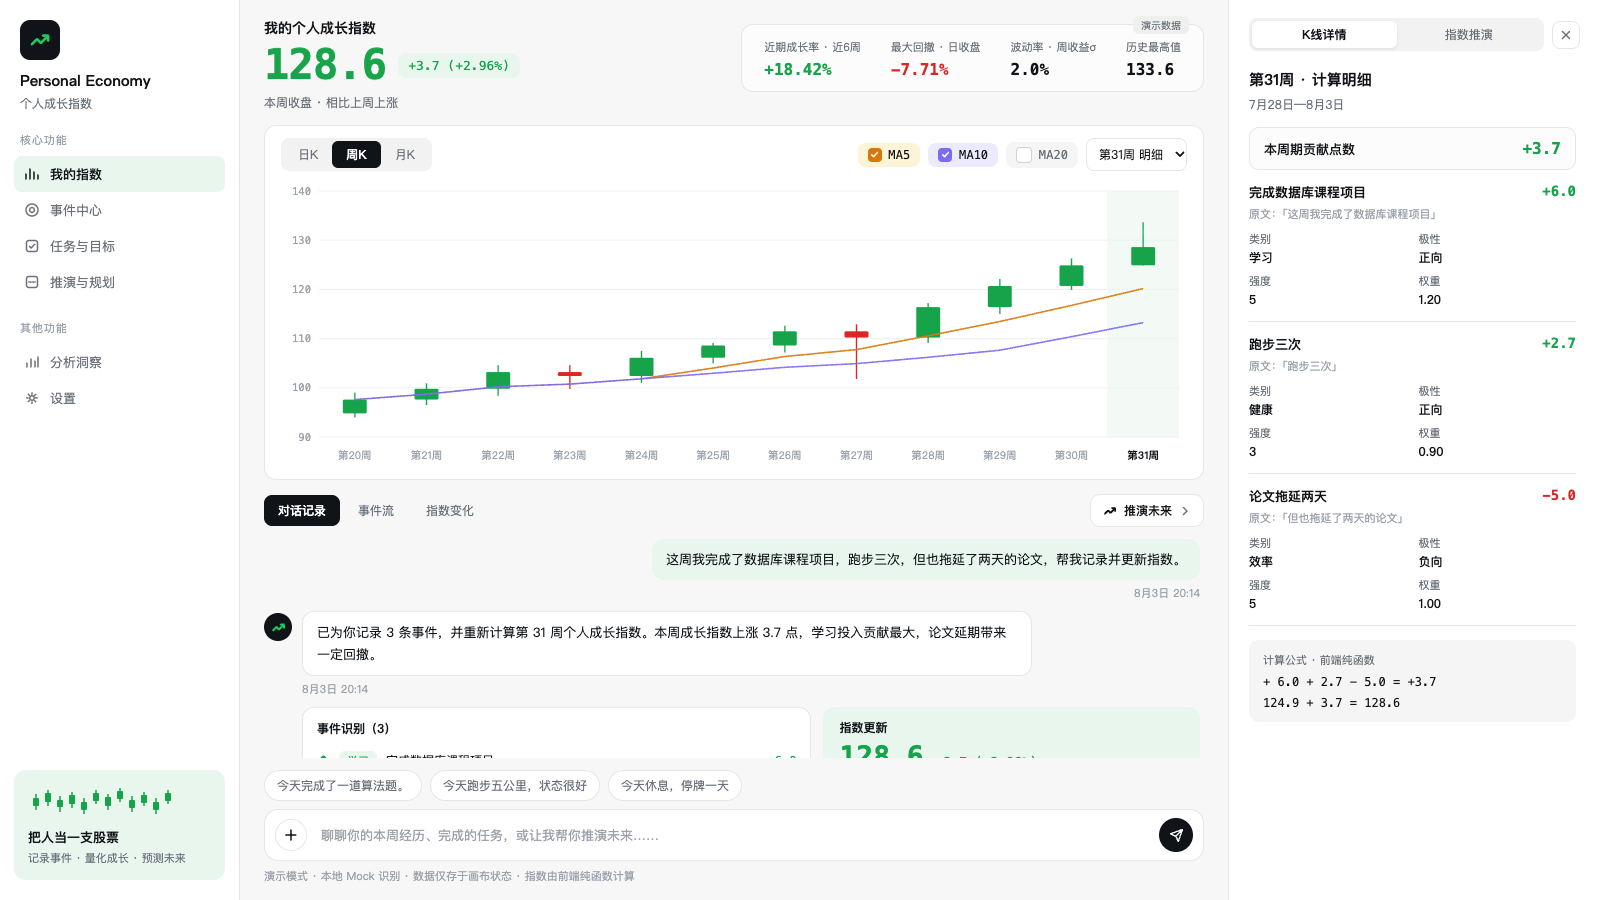 Personal Economy
个人成长指数
核心功能
我的指数
事件中心
任务与目标
推演与规划
其他功能
分析洞察
设置
把人当一支股票
记录事件 · 量化成长 · 预测未来
我的个人成长指数
128.6
+3.7 (+2.96%)
本周收盘 · 相比上周上涨
演示数据
近期成长率 · 近6周
+18.42%
最大回撤 · 日收盘
−7.71%
波动率 · 周收益σ
2.0%
历史最高值
133.6
日K
周K
月K
MA5
MA10
MA20
第31周 明细
140
130
120
110
100
90
第20周
第21周
第22周
第23周
第24周
第25周
第26周
第27周
第28周
第29周
第30周
第31周
对话记录
事件流
指数变化
推演未来
这周我完成了数据库课程项目，跑步三次，但也拖延了两天的论文，帮我记录并更新指数。
8月3日 20:14
已为你记录 3 条事件，并重新计算第 31 周个人成长指数。本周成长指数上涨 3.7 点，学习投入贡献最大，论文延期带来
一定回撤。
8月3日 20:14
事件识别（3）
指数更新
128.6
今天完成了一道算法题。
今天跑步五公里，状态很好
今天休息，停牌一天
聊聊你的本周经历、完成的任务，或让我帮你推演未来……
演示模式 · 本地 Mock 识别 · 数据仅存于画布状态 · 指数由前端纯函数计算
K线详情
指数推演
第31周 · 计算明细
7月28日—8月3日
本周期贡献点数
+3.7
完成数据库课程项目
+6.0
原文：「这周我完成了数据库课程项目」
类别
极性
学习
正向
强度
权重
5
1.20
跑步三次
+2.7
原文：「跑步三次」
类别
极性
健康
正向
强度
权重
3
0.90
论文拖延两天
−5.0
原文：「但也拖延了两天的论文」
类别
极性
效率
负向
强度
权重
5
1.00
计算公式 · 前端纯函数
+ 6.0 + 2.7 − 5.0 = +3.7
124.9 + 3.7 = 128.6